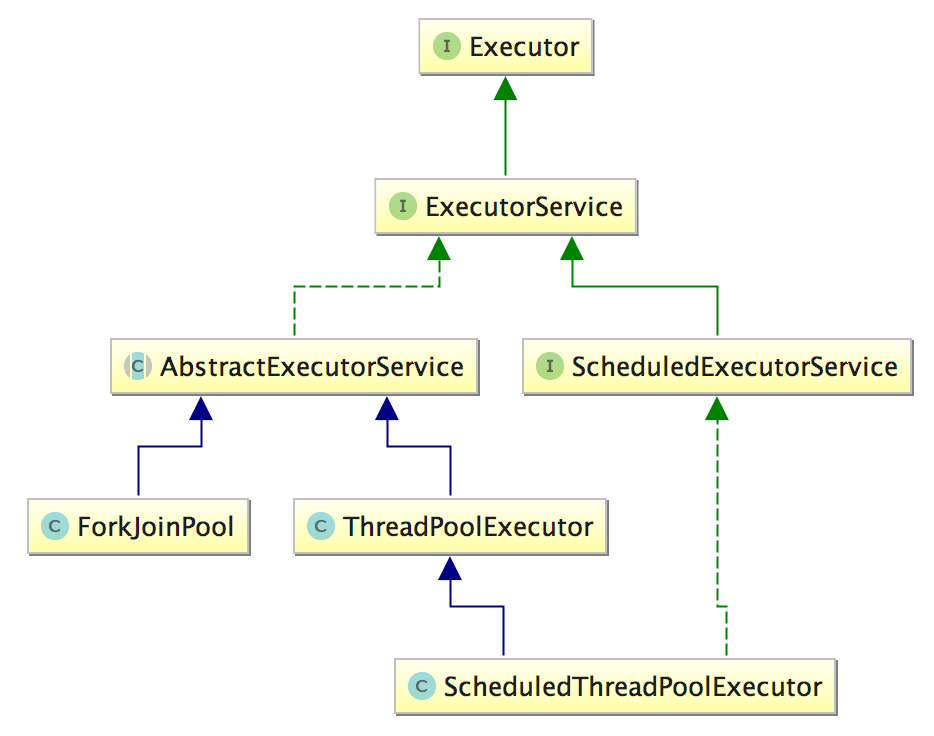 I Executor
I ExecutorService
C AbstractExecutorService
I ScheduledExecutorService
C ForkJoinPool
C ThreadPoolExecutor
C ScheduledThreadPoolExecutor